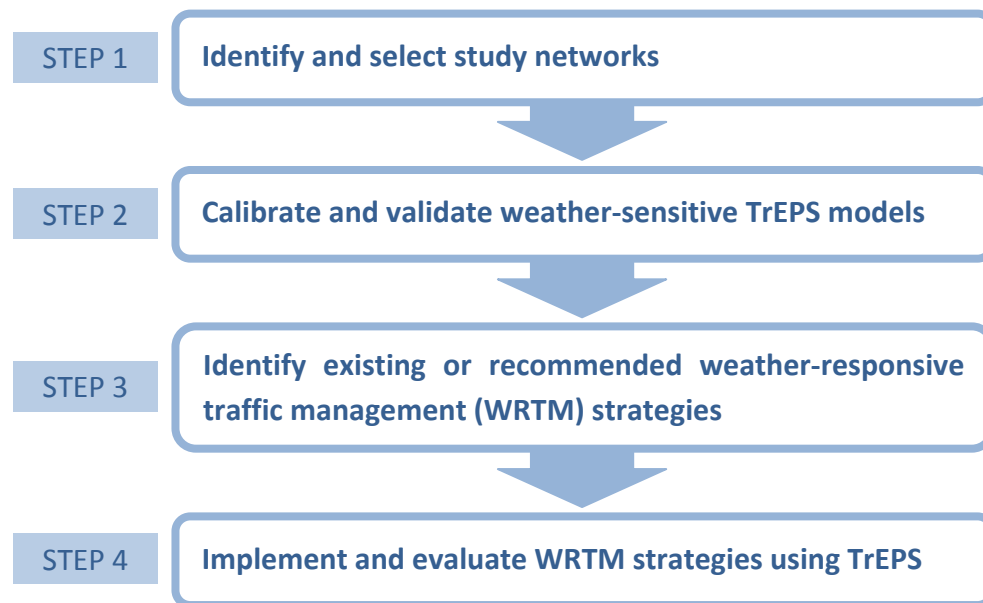 STEP 1
Identify and select study networks
STEP 2
Calibrate and validate weather-sensitive TrEPS models
STEP 3
Identify existing or recommended weather-responsive
traffic management (WRTM) strategies
STEP 4
Implement and evaluate WRTM strategies using TrEPS